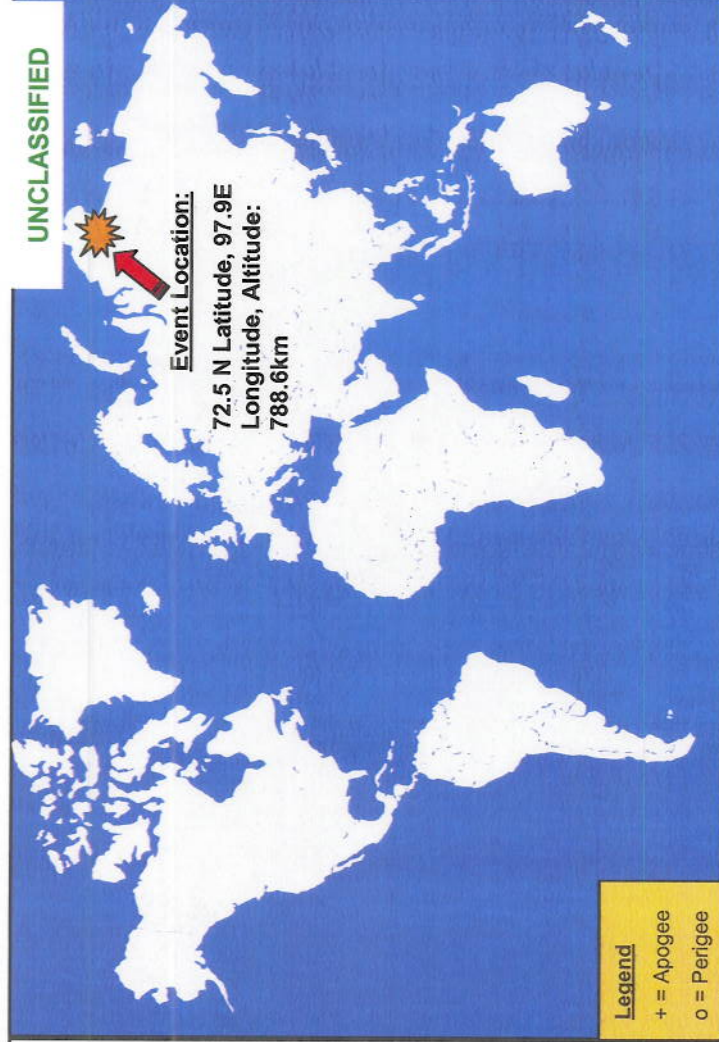 UNCLASSIFIED
Event Location:
72.5 N Latitude, 97.9E
Longitude, Altitude:
788.6km
Legend
+ = Apogee
o = Perigee